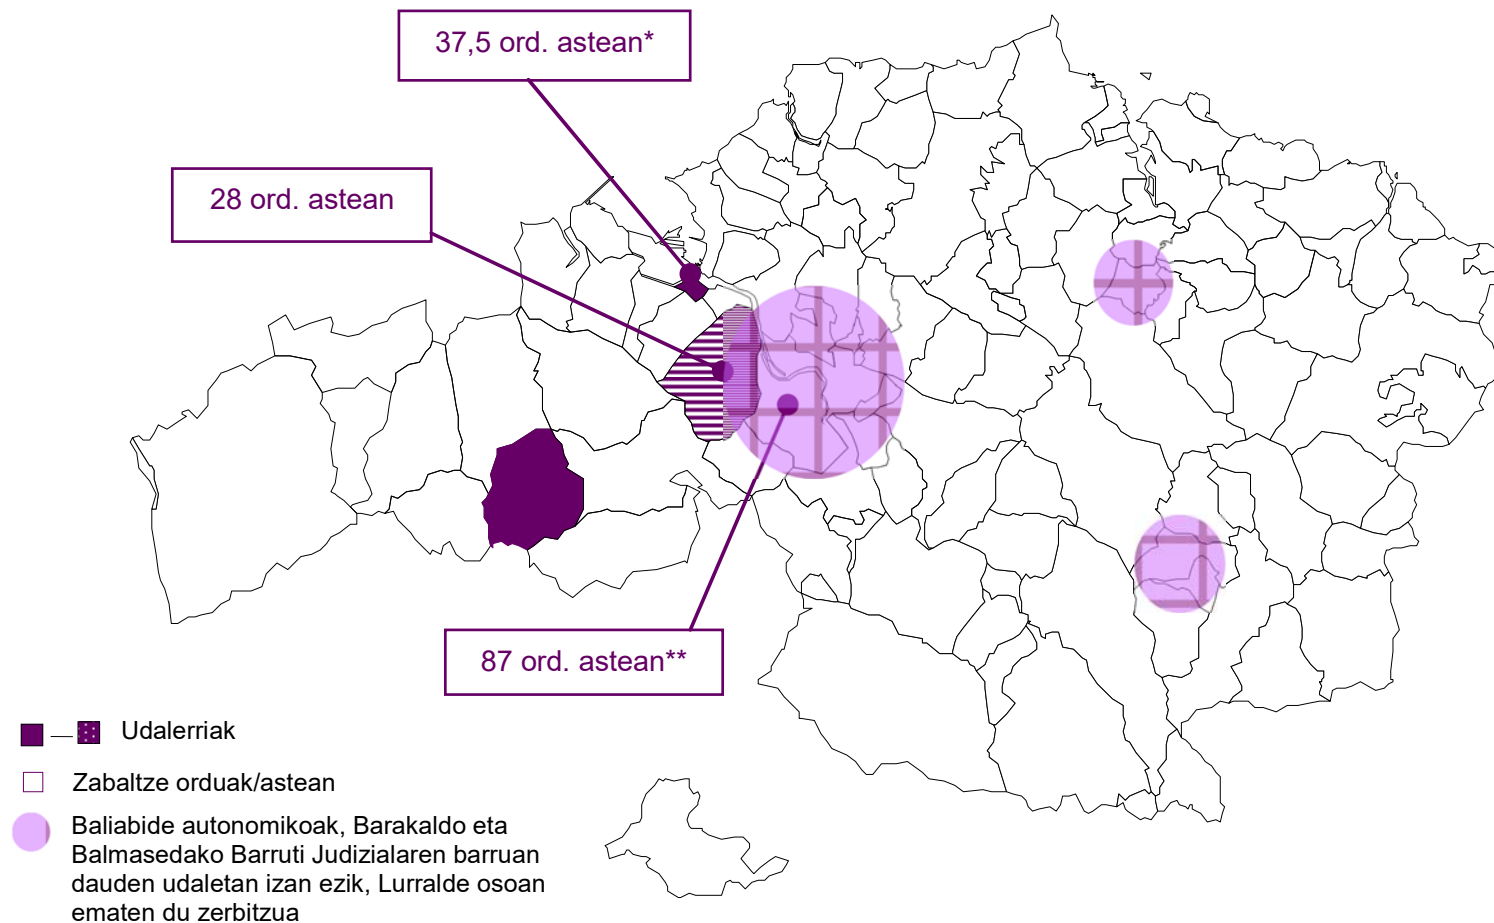 37,5 ord. astean*
28 ord. astean
87 ord. astean**
Udalerriak
Zabaltze orduak/astean
Baliabide autonomikoak, Barakaldo eta
Balmasedako Barruti Judizialaren barruan
dauden udaletan izan ezik, Lurralde osoan
ematen du zerbitzua